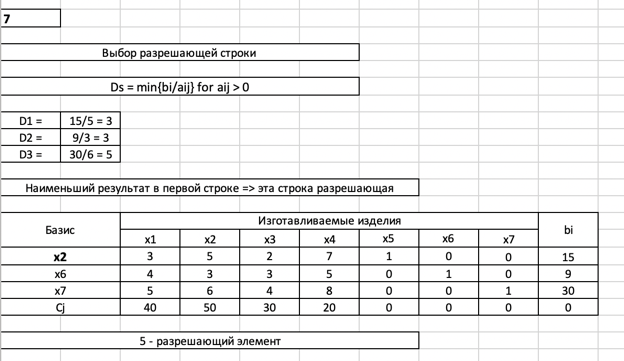 7
Выбор разрешающей строки
Ds = min{bi/aij} for aij > 0
D1 = 15/5 = 3
D2 = 9/3 = 3
D3 = 30/6 = 5
Наименьший результат в первой строке => эта строка разрешающая
Базис Изготавливаемые изделия bi
x1 x2 x3 x4 x5 x6 x7
x2 3 5 2 7 1 0 0 15
x6 4 3 3 5 0 1 0 9
x7 5 6 4 8 0 0 1 30
Cj 40 50 30 20 0 0 0 0
5 - разрешающий элемент